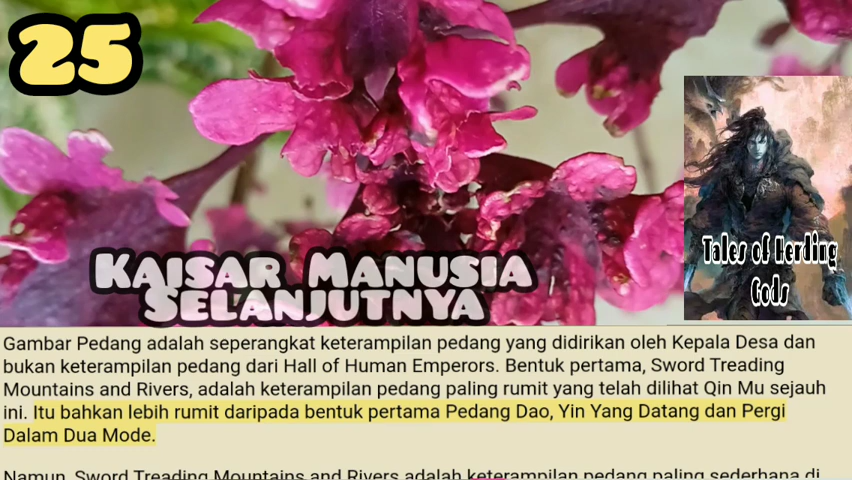 25
Tales of Herding
Gods
KAISAR MANUSIA
SELANJUTNYA
Gambar Pedang adalah seperangkat keterampilan pedang yang didirikan oleh Kepala Desa dan
bukan keterampilan pedang dari Hall of Human Emperors. Bentuk pertama, Sword Treading
Mountains and Rivers, adalah keterampilan pedang paling rumit yang telah dilihat Qin Mu sejauh
ini. Itu bahkan lebih rumit daripada bentuk pertama Pedang Dao, Yin Yang Datang dan Pergi
Dalam Dua Mode.
Namun, Sword Treading Mountains and Rivers adalah keterampilan pedang paling sederhana di